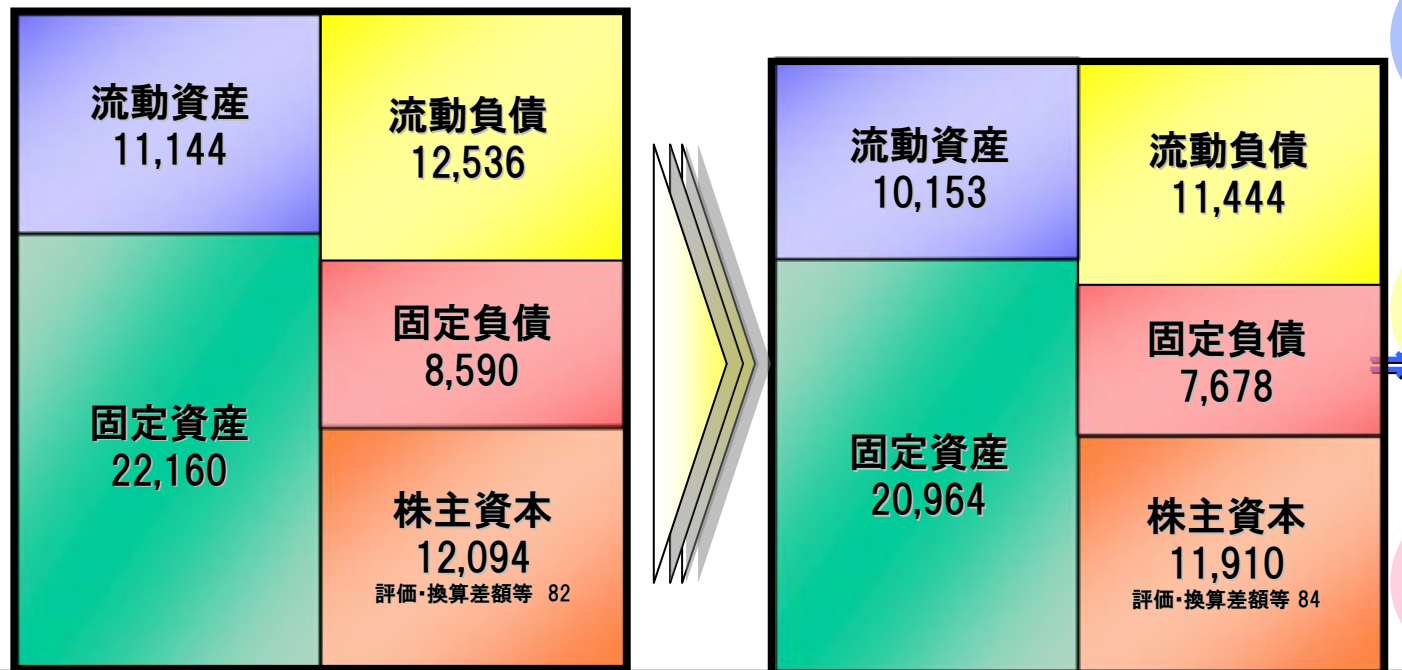 流動資産
11,144
流動負債
12,536
固定負債
8,590
固定資産
22,160
株主資本
12,094
評価・換算差額等 82
流動資産
10,153
流動負債
11,444
固定負債
7,678
固定資産
20,964
株主資本
11,910
評価・換算差額等 84